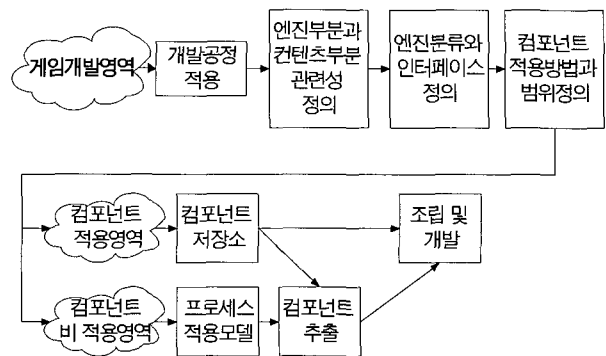 게임개발영역
개발공정
적용
엔진부분과
컨텐츠부분
관련성
정의
엔진분류와
인터페이스
정의
컴포넌트
적용방법과
범위정의
컴포넌트
적용영역
컴포넌트
저장소
조립 및
개발
컴포넌트
비 적용영역
프로세스
적용모델
컴포넌트
추출